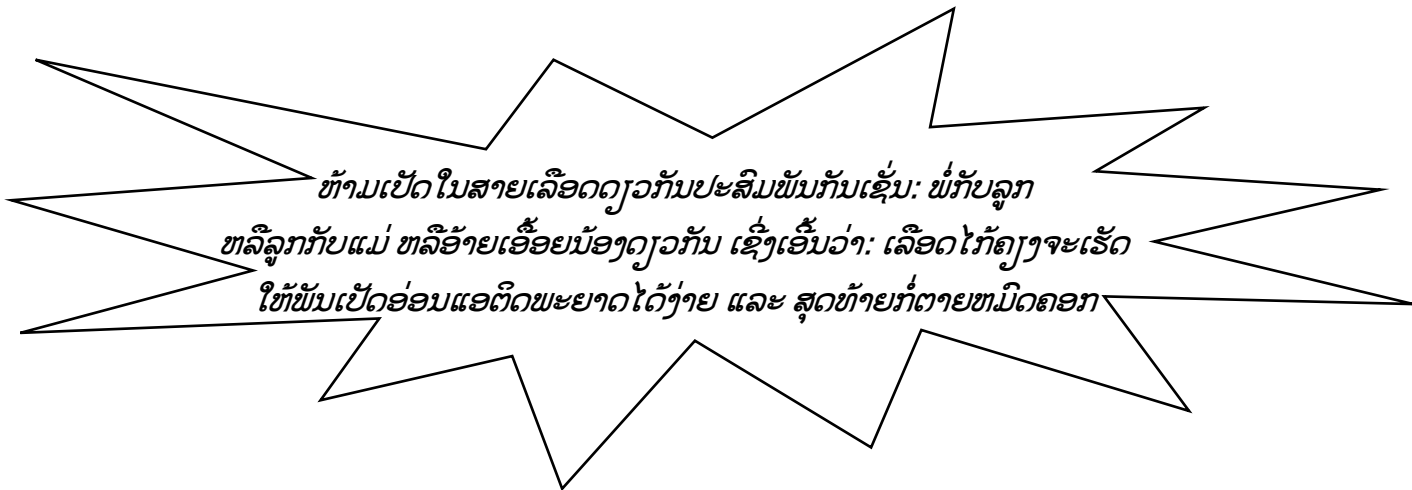 ຫ້າມເປັດໃນສາຍເລືອດດຽວກັນປະສົມພັນກັນເຊັ່ນ: ພໍ່ກັບລູກ
ຫລືລູກກັບແມ່ ຫລືອ້າຍເອື້ອຍນ້ອງດຽວກັນ ເຊິ່ງເອີ້ນວ່າ: ເລືອດໄກ້ຄຽງຈະເຮັດ
ໃຫ້ພັນເປັດອ່ອນແອຕິດພະຍາດໄດ້ງ່າຍ ແລະ ສຸດທ້າຍກໍ່ຕາຍຫມົດຄອກ